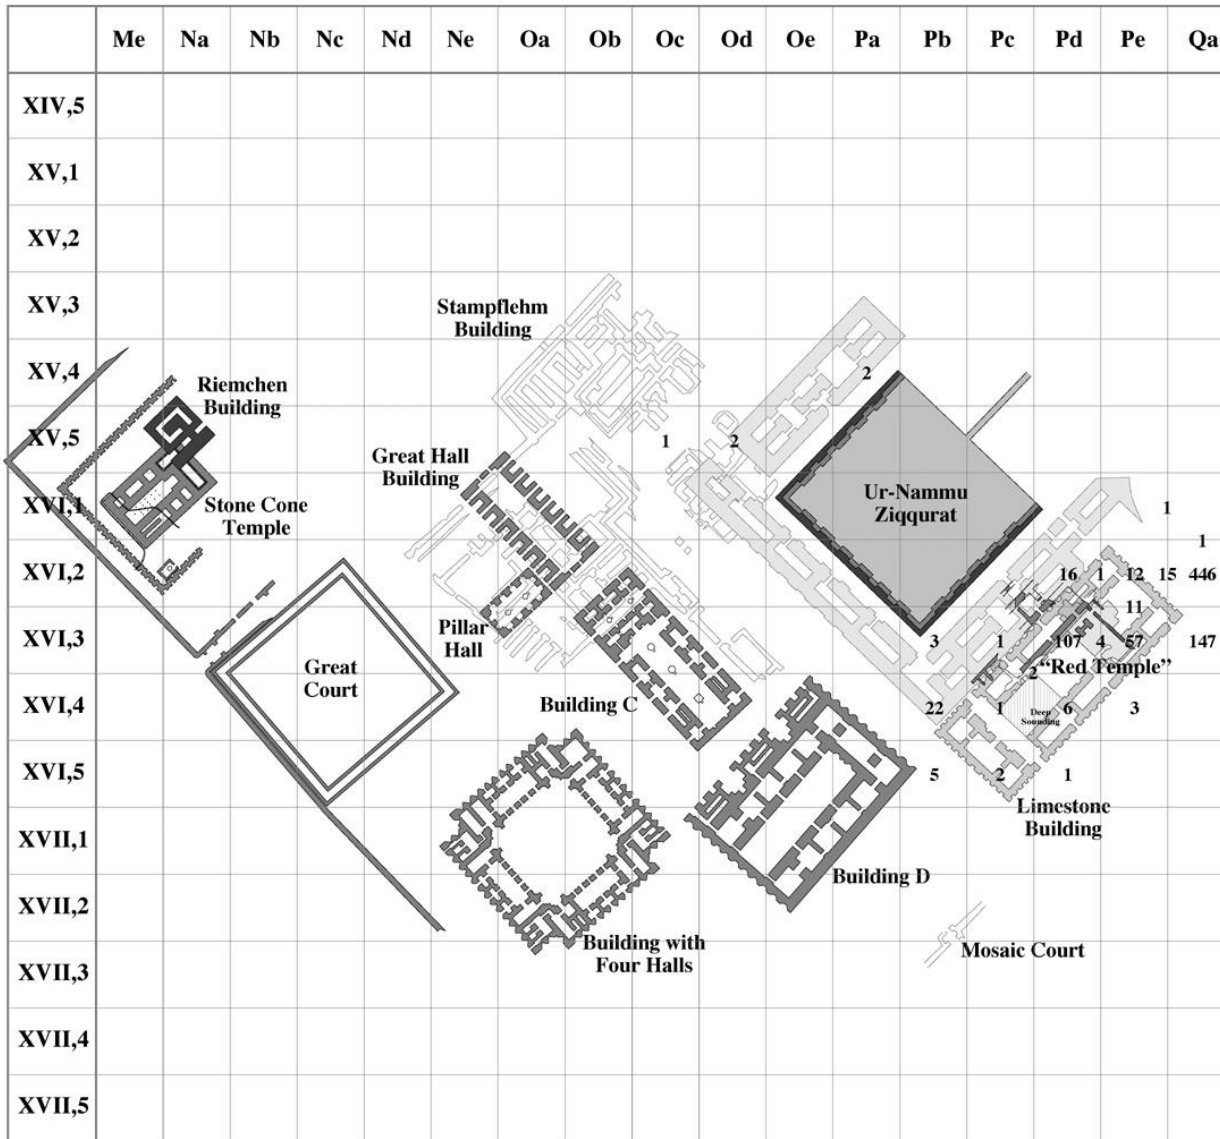 Me Na Nb Nc Nd Ne Oa Ob Oc Od Oe Pa Pb Pc Pd Pe Qa
XIV,5
XV,1
XV,2
XV,3
Stampflehm
Building
XV,4
2
Riemchen
Building
XV,5
1 2
Great Hall
Building
XVI,1
Stone Cone
Temple
Ur-Nammu
Ziqqurat
1
1
XVI,2
16 1 12 15 446
11
XVI,3
Pillar
Hall
3 1 107 4 57 147
Great
Court
2
“Red Temple”
XVI,4
Building C
22 1 6 3
Deep
Sounding
XVI,5
5 2 1
Limestone
Building
XVII,1
Building D
XVII,2
Building with
Four Halls
Mosaic Court
XVII,3
XVII,4
XVII,5